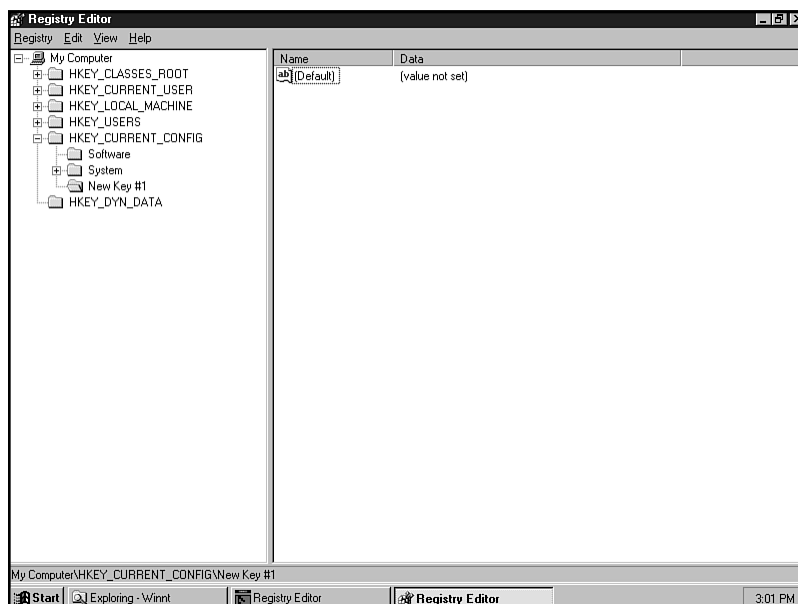 Registry Editor
Registry Edit View Help
My Computer
HKEY_CLASSES_ROOT
HKEY_CURRENT_USER
HKEY_LOCAL_MACHINE
HKEY_USERS
HKEY_CURRENT_CONFIG
Software
System
New Key #1
HKEY_DYN_DATA
Name Data
ab (Default) (value not set)
My Computer\HKEY_CURRENT_CONFIG\New Key #1
Start Exploring - Winnt Registry Editor Registry Editor 3:01 PM